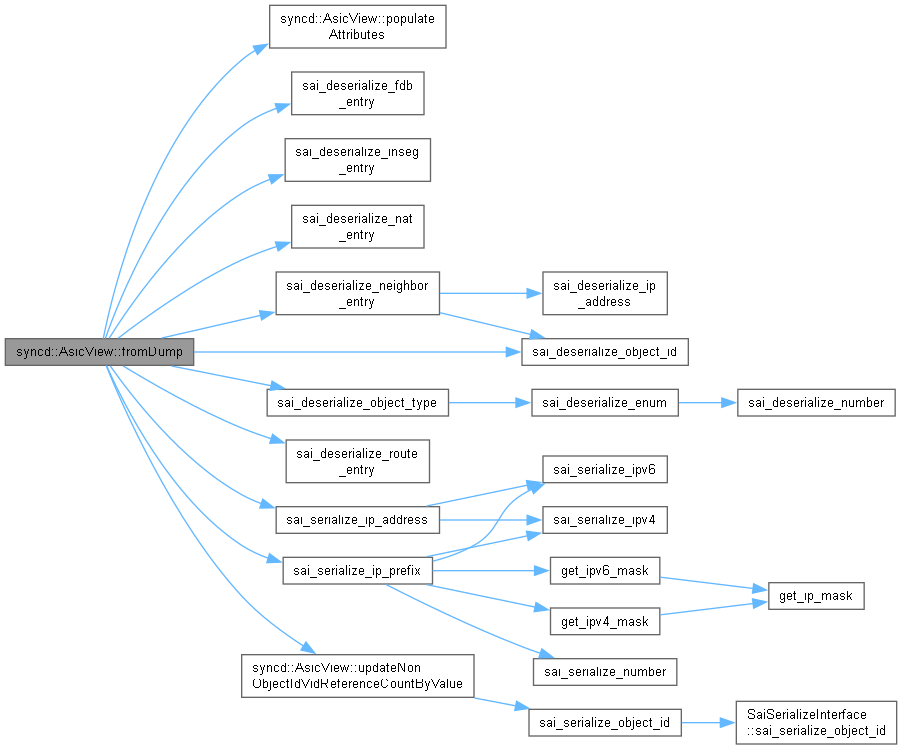 syncd::AsicView::populate
Attributes
sai_deserialize_fdb
_entry
sai_deserialize_inseg
_entry
sai_deserialize_nat
_entry
sai_deserialize_neighbor
_entry
sai_deserialize_ip
_address
syncd::AsicView::fromDump
sai_deserialize_object_id
sai_deserialize_object_type
sai_deserialize_enum
sai_deserialize_number
sai_deserialize_route
_entry
sai_serialize_ipv6
sai_serialize_ip_address
sai_serialize_ipv4
sai_serialize_ip_prefix
get_ipv6_mask
get_ip_mask
get_ipv4_mask
sai_serialize_number
syncd::AsicView::updateNon
ObjectIdVidReferenceCountByValue
sai_serialize_object_id
SaiSerializeInterface
::sai_serialize_object_id